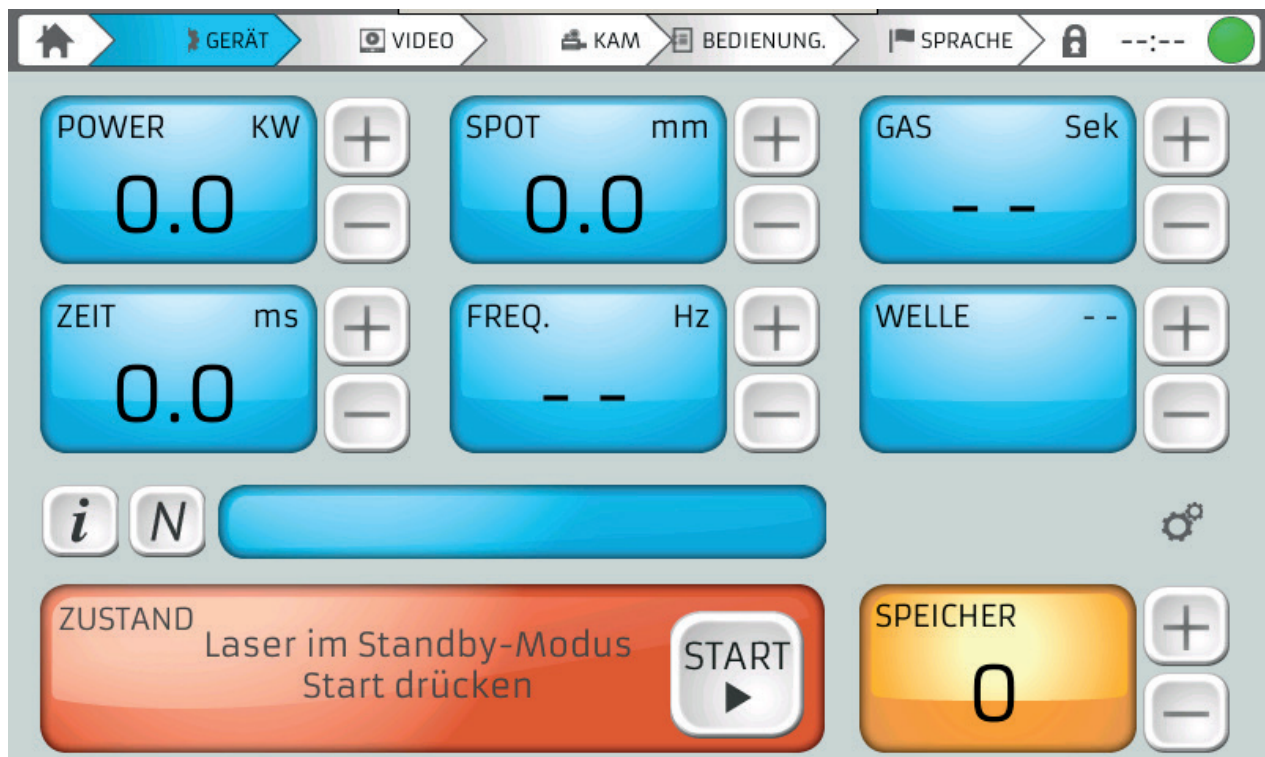 GERÄT VIDEO KAM BEDIENUNG. SPRACHE --:--
POWER KW
0.0
SPOT mm
0.0
GAS Sek
- -
ZEIT ms
0.0
FREQ. Hz
- -
WELLE - -
i N
ZUSTAND
Laser im Standby-Modus
Start drücken
START
SPEICHER
0